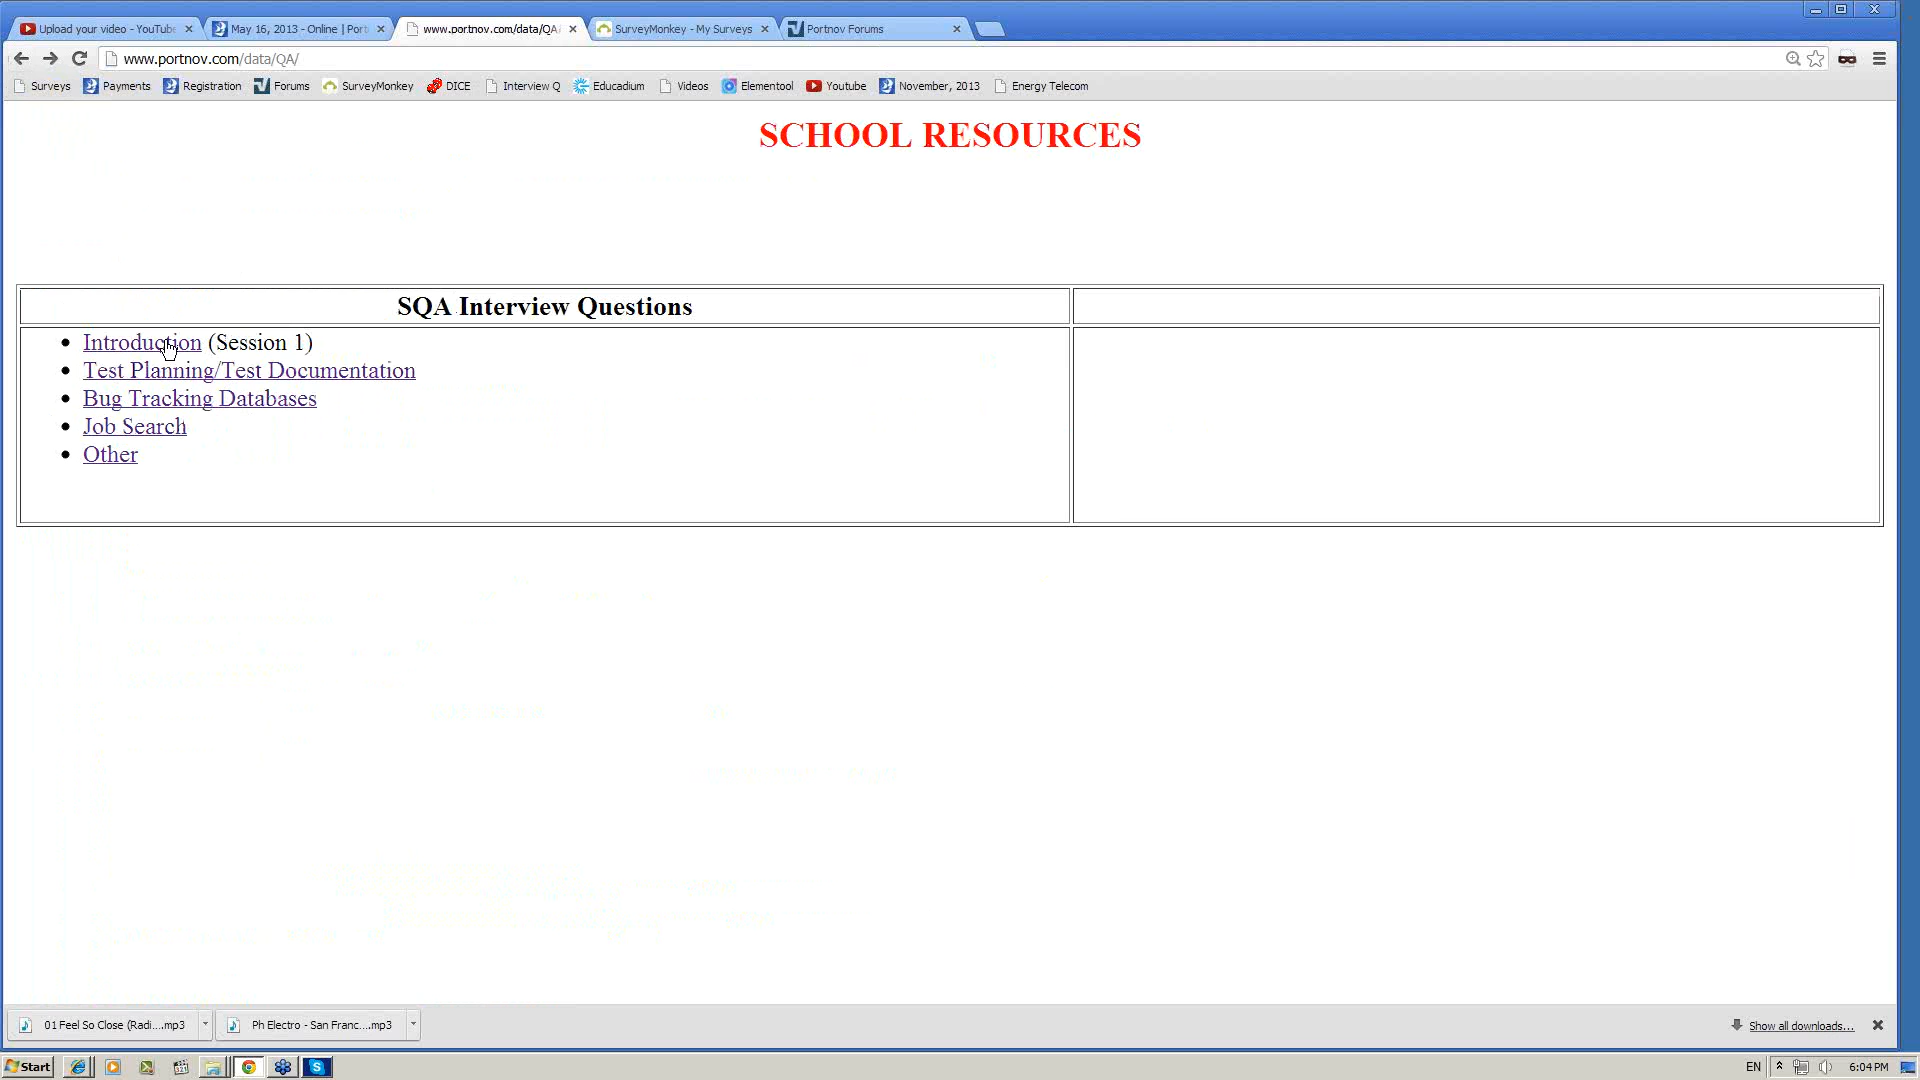 Upload your video - YouTube
May 16, 2013 - Online | Port
www.portnov.com/data/QA/
SurveyMonkey - My Surveys
Portnov Forums
www.portnov.com/data/QA/
Surveys
Payments
Registration
Forums
SurveyMonkey
DICE
Interview Q
Educadium
Videos
Elementool
Youtube
November, 2013
Energy Telecom
SCHOOL RESOURCES
SQA Interview Questions
Introduction (Session 1)
Test Planning/Test Documentation
Bug Tracking Databases
Job Search
Other
01 Feel So Close (Radi....mp3
Ph Electro - San Franc....mp3
Show all downloads...
Start
EN
6:04 PM